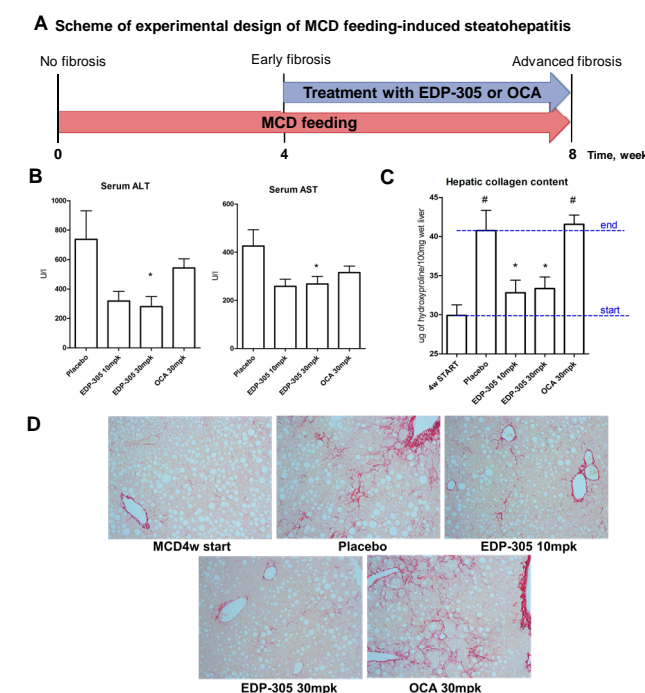 A Scheme of experimental design of MCD feeding-induced steatohepatitis
No fibrosis
Early fibrosis
Advanced fibrosis
Treatment with EDP-305 or OCA
MCD feeding
0
4
8
Time, week
B
Serum ALT
U/l
1000
800
600
400
200
0
*
Placebo
EDP-305 10mpk
EDP-305 30mpk
OCA 30mpk
Serum AST
U/l
600
400
200
0
*
Placebo
EDP-305 10mpk
EDP-305 30mpk
OCA 30mpk
C
Hepatic collagen content
ug of hydroxyproline/100mg wet liver
45
40
35
30
25
#
*
*
#
end
start
4w START
Placebo
EDP-305 10mpk
EDP-305 30mpk
OCA 30mpk
D
MCD4w start
Placebo
EDP-305 10mpk
EDP-305 30mpk
OCA 30mpk